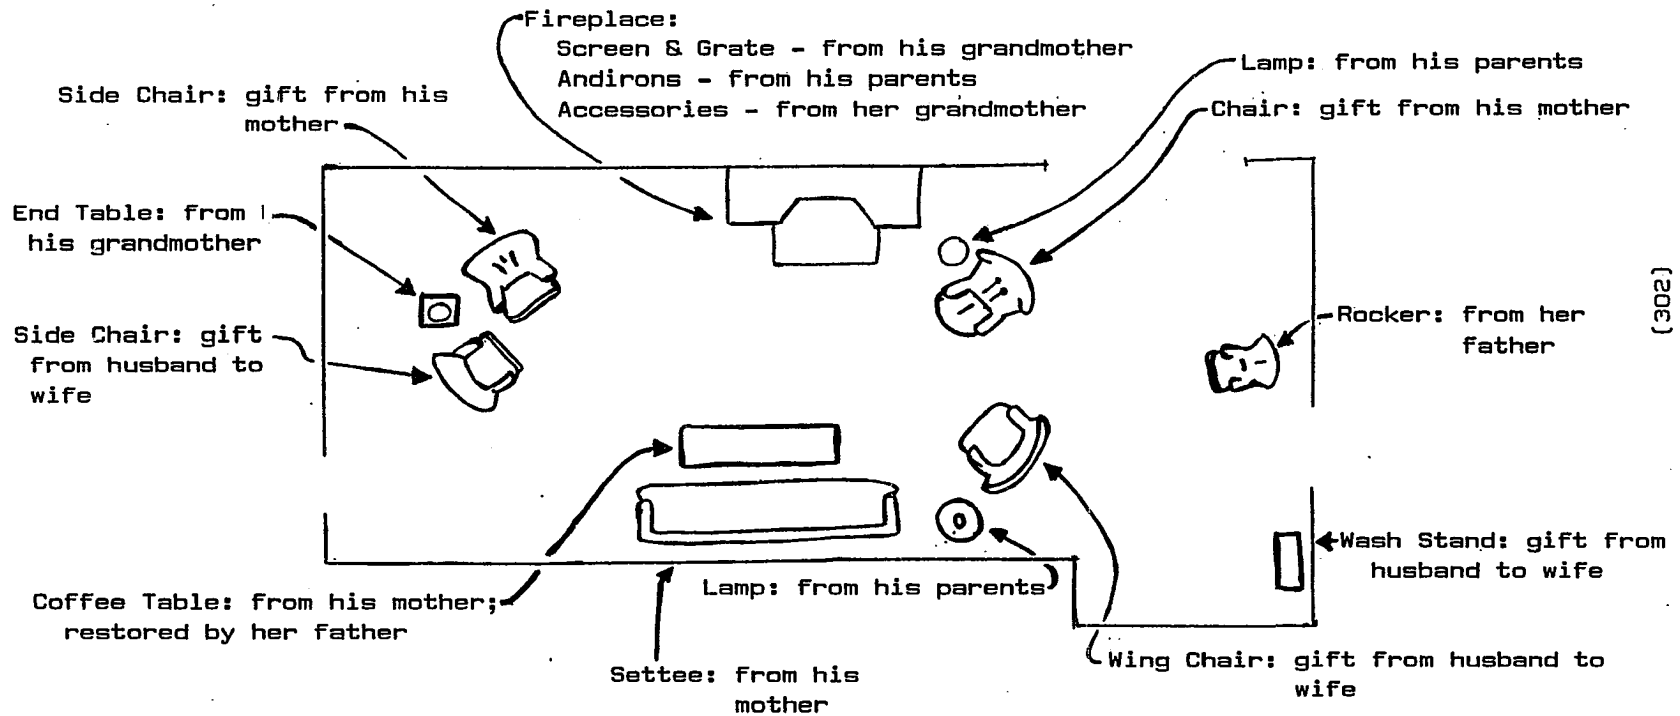 Fireplace:
Screen & Grate - from his grandmother
Andirons - from his parents
Accessories - from her grandmother
Lamp: from his parents
Chair: gift from his mother
Side Chair: gift from his
mother
End Table: from
his grandmother
Side Chair: gift
from husband to
wife
Rocker: from her
father
(302)
Wash Stand: gift from
husband to wife
Lamp: from his parents
Coffee Table: from his mother;
restored by her father
Settee: from his
mother
Wing Chair: gift from husband to
wife